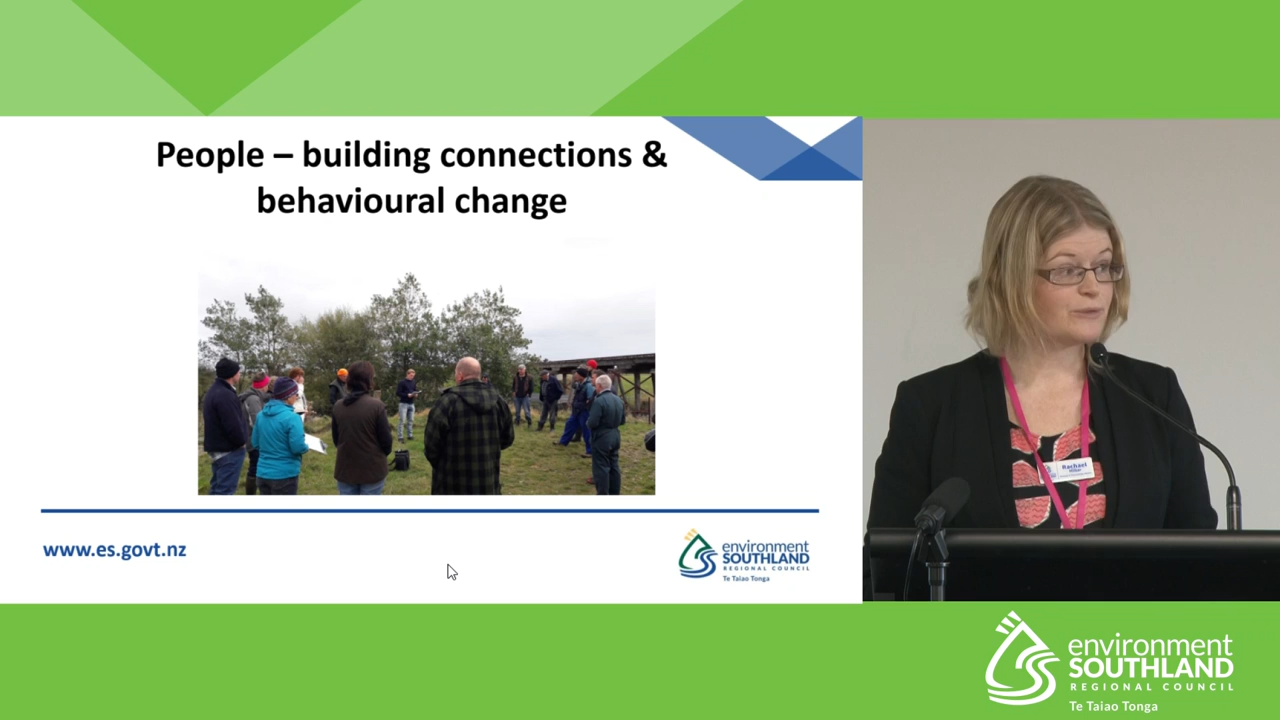 People – building connections &
behavioural change
www.es.govt.nz
environment
SOUTHLAND
REGIONAL COUNCIL
Te Taiao Tonga
Rachael
environment
SOUTHLAND
REGIONAL COUNCIL
Te Taiao Tonga